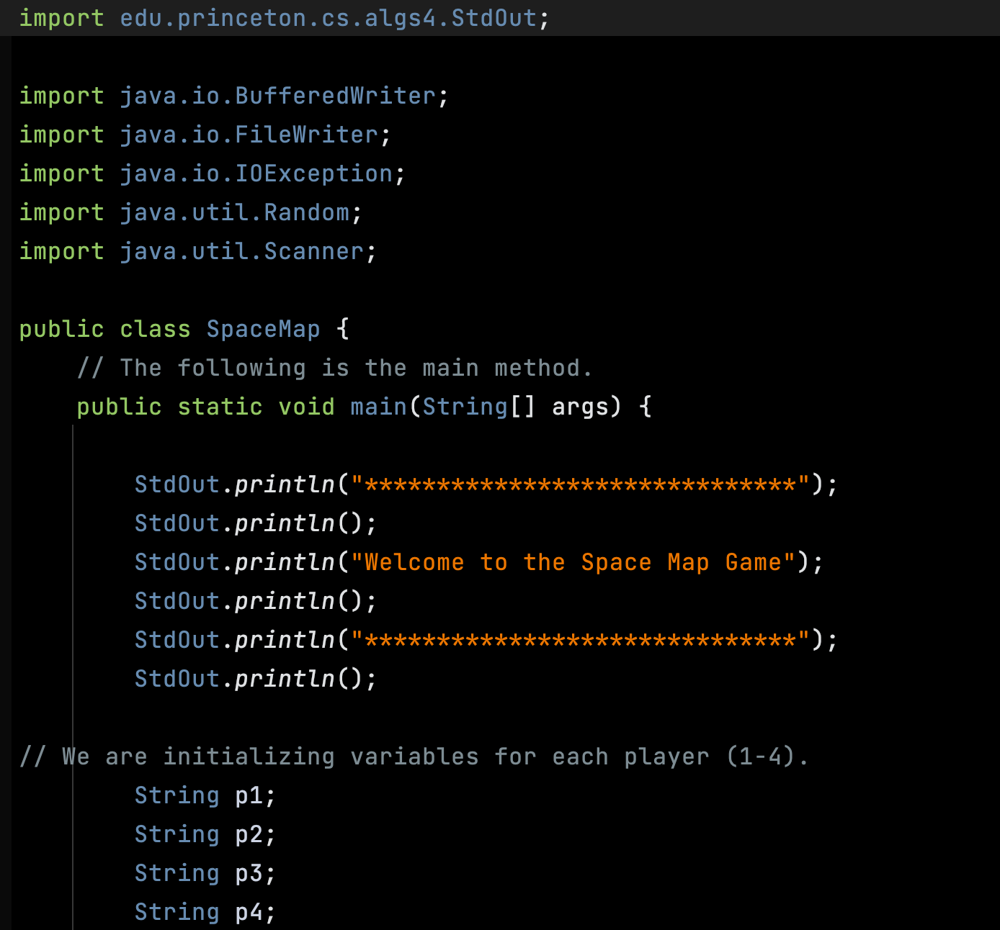 import edu.princeton.cs.algs4.StdOut;
import java.io.BufferedWriter;
import java.io.FileWriter;
import java.io.IOException;
import java.util.Random;
import java.util.Scanner;
public class SpaceMap {
// The following is the main method.
public static void main(String[] args) {
StdOut.println("******************************");
StdOut.println();
StdOut.println("Welcome to the Space Map Game");
StdOut.println();
StdOut.println("******************************");
StdOut.println();
// We are initializing variables for each player (1-4).
String p1;
String p2;
String p3;
String p4;